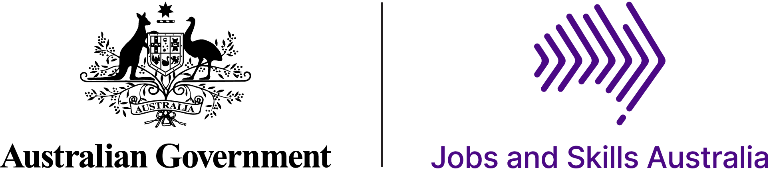 AUSTRALIA
Australian Government
Jobs and Skills Australia